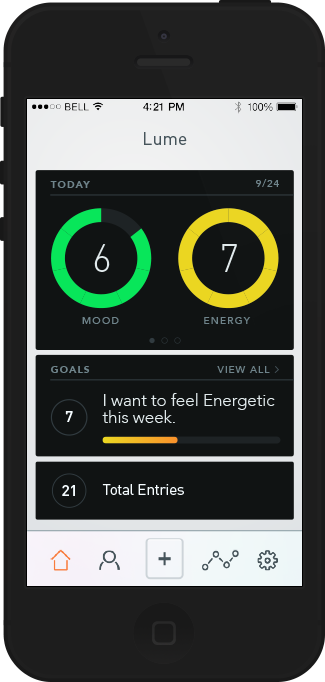 BELL 4:21 PM 100%
Lume
TODAY 9/24
6 7
MOOD ENERGY
GOALS VIEW ALL >
7 I want to feel Energetic
this week.
21 Total Entries
+